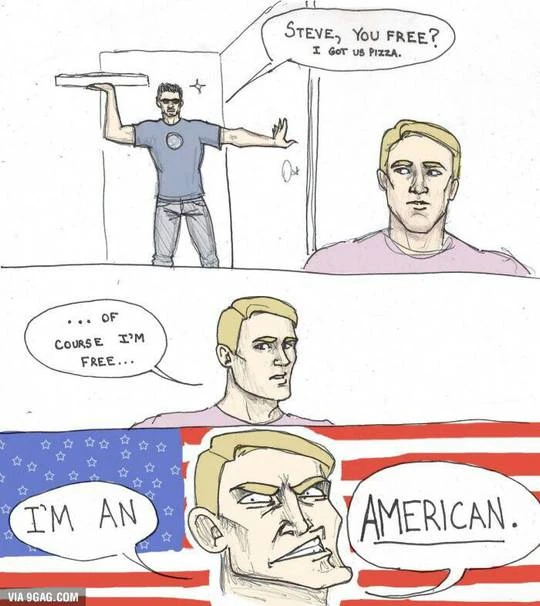 STEVE, YOU FREE?
I GOT US PIZZA.
... OF
COURSE I'M
FREE...
I'M AN
AMERICAN.
VIA 9GAG.COM